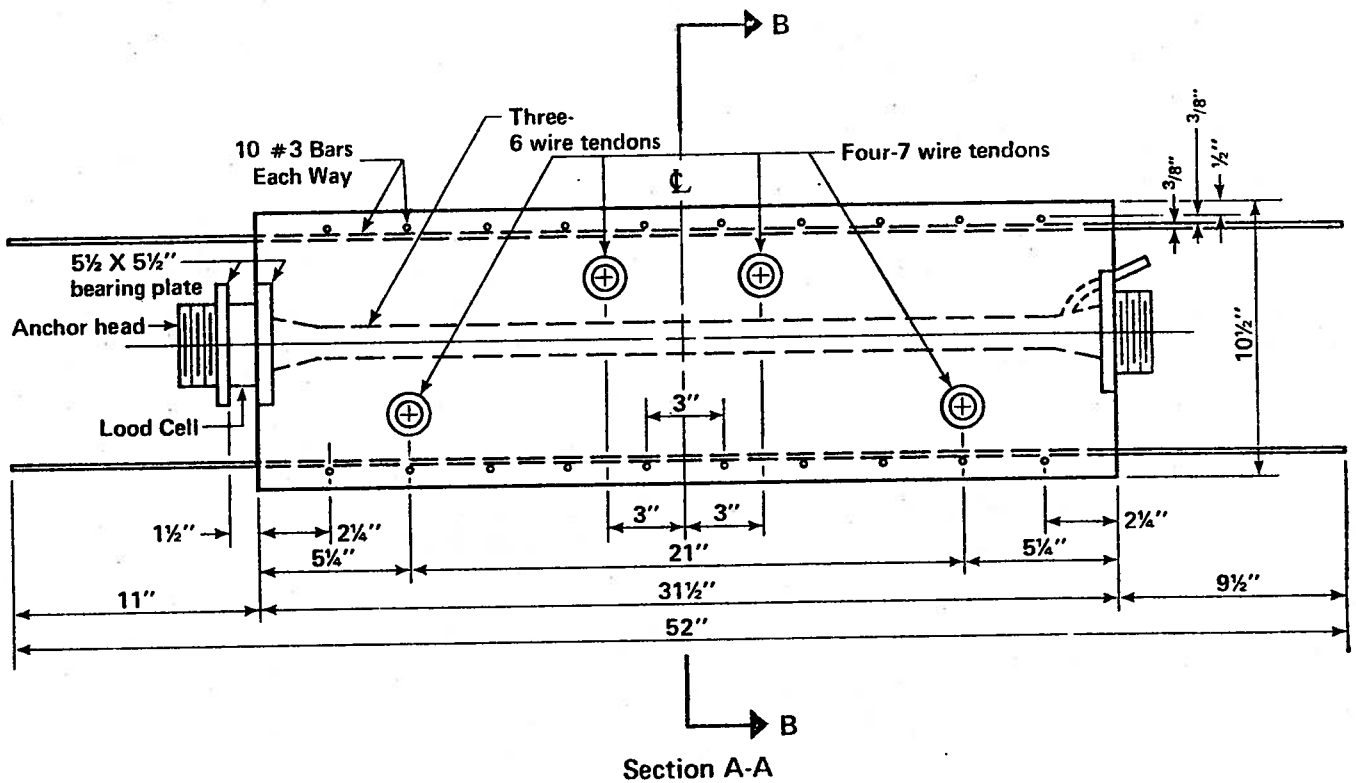 B
Three-
6 wire tendons
10 #3 Bars
Each Way
Four-7 wire tendons
℄
3/8"
3/8"
½"
5½ X 5½"
bearing plate
Anchor head
10½"
Lood Cell
3"
1½"
2¼"
3"
3"
2¼"
5¼"
21"
5¼"
11"
31½"
9½"
52"
B
Section A-A